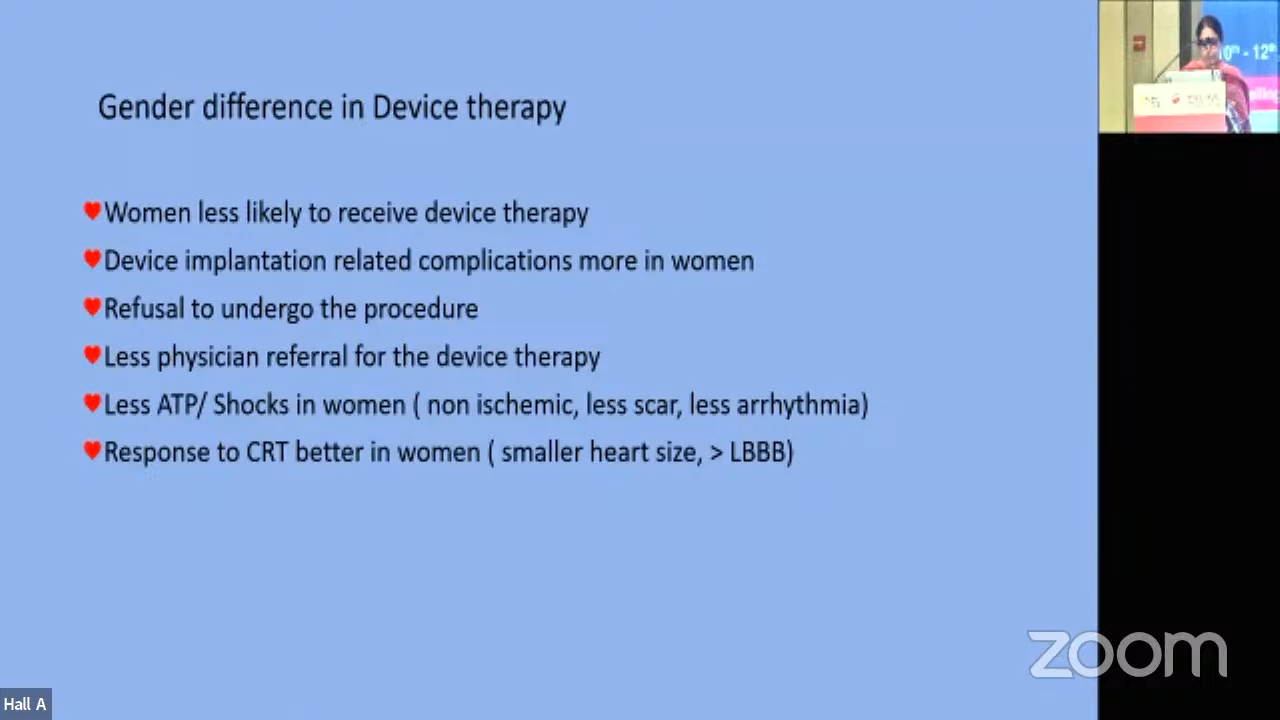 Gender difference in Device therapy
Women less likely to receive device therapy
Device implantation related complications more in women
Refusal to undergo the procedure
Less physician referral for the device therapy
Less ATP/ Shocks in women ( non ischemic, less scar, less arrhythmia)
Response to CRT better in women ( smaller heart size, > LBBB)
10th - 12th
zoom
Hall A